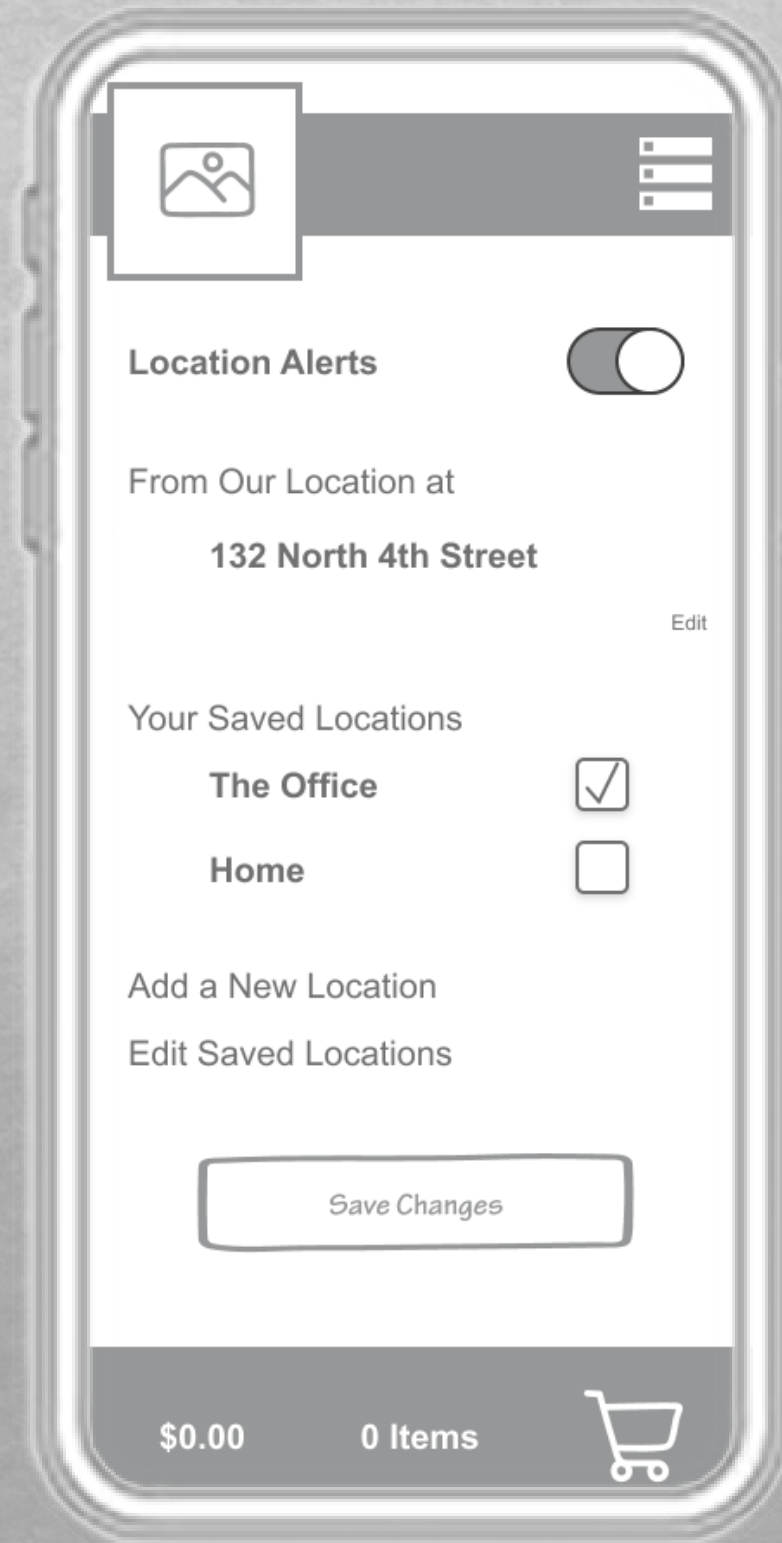 Location Alerts
From Our Location at
132 North 4th Street
Edit
Your Saved Locations
The Office
Home
Add a New Location
Edit Saved Locations
Save Changes
$0.00 0 Items